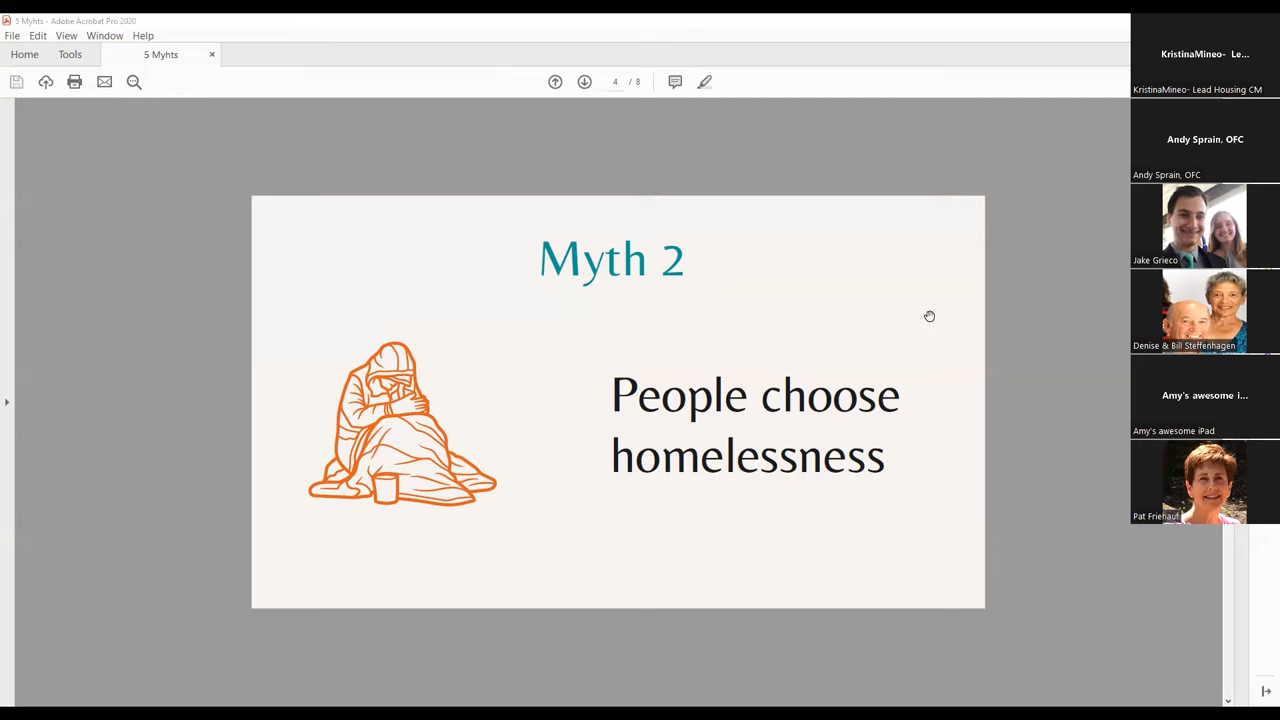 5 Myhts - Adobe Acrobat Pro 2020
File Edit View Window Help
Home Tools 5 Myhts ×
4 / 8
Myth 2
People choose
homelessness
KristinaMineo- Le...
KristinaMineo- Lead Housing CM
Andy Sprain, OFC
Andy Sprain, OFC
Jake Grieco
Denise & Bill Steffenhagen
Amy's awesome i...
Amy's awesome iPad
Pat Friehauf